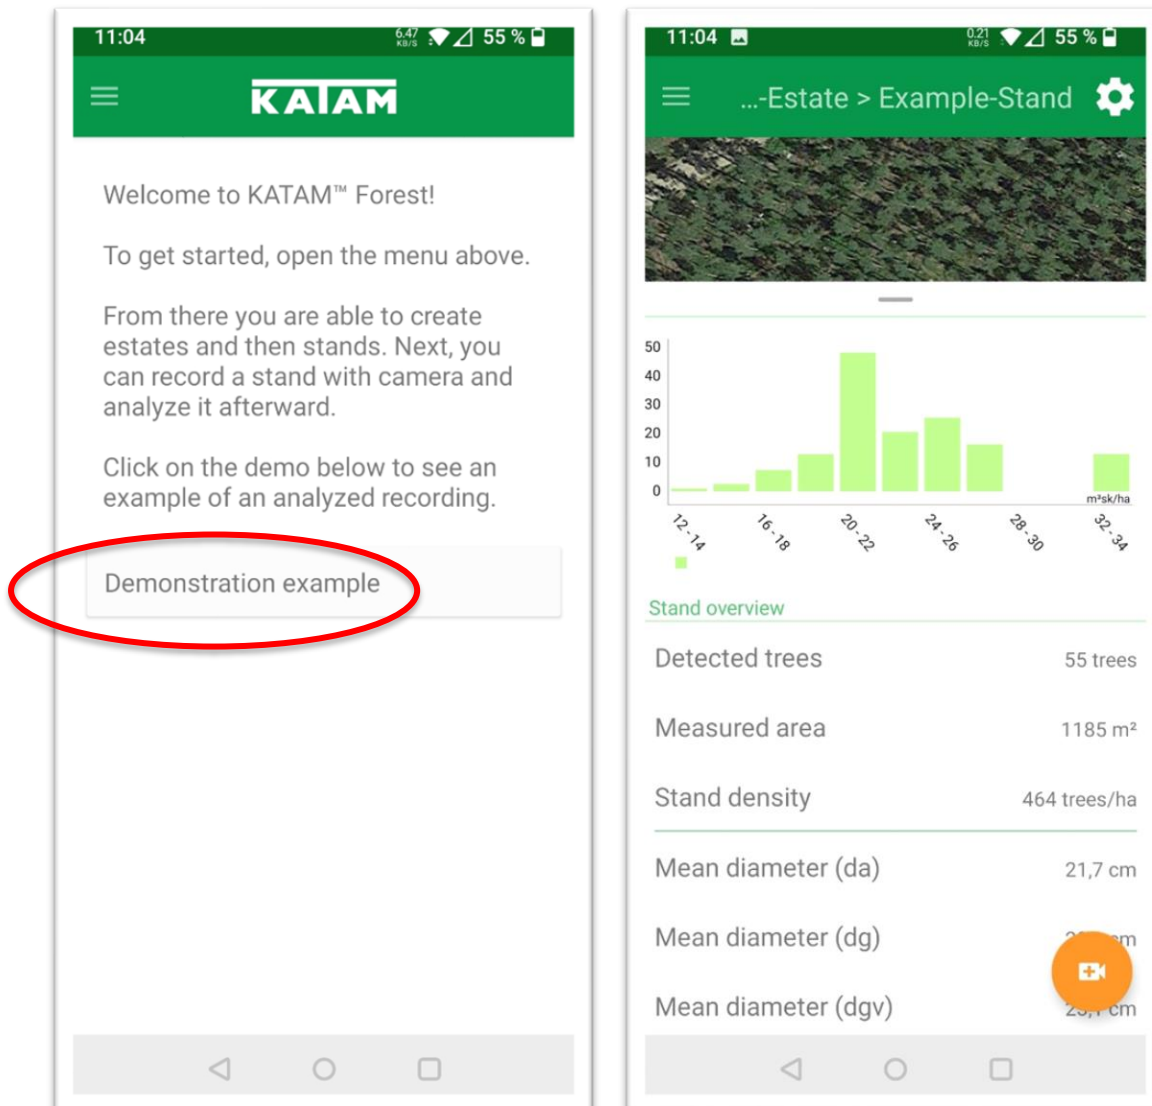 11:04
6.47
KB/S
55 %
KATAM
Welcome to KATAM™ Forest!
To get started, open the menu above.
From there you are able to create
estates and then stands. Next, you
can record a stand with camera and
analyze it afterward.
Click on the demo below to see an
example of an analyzed recording.
Demonstration example
11:04
0.21
KB/S
55 %
...-Estate > Example-Stand
50
40
30
20
10
0
m³sk/ha
12 - 14
16 - 18
20 - 22
24 - 26
28 - 30
32 - 34
Stand overview
Detected trees 55 trees
Measured area 1185 m²
Stand density 464 trees/ha
Mean diameter (da) 21,7 cm
Mean diameter (dg)
Mean diameter (dgv) cm